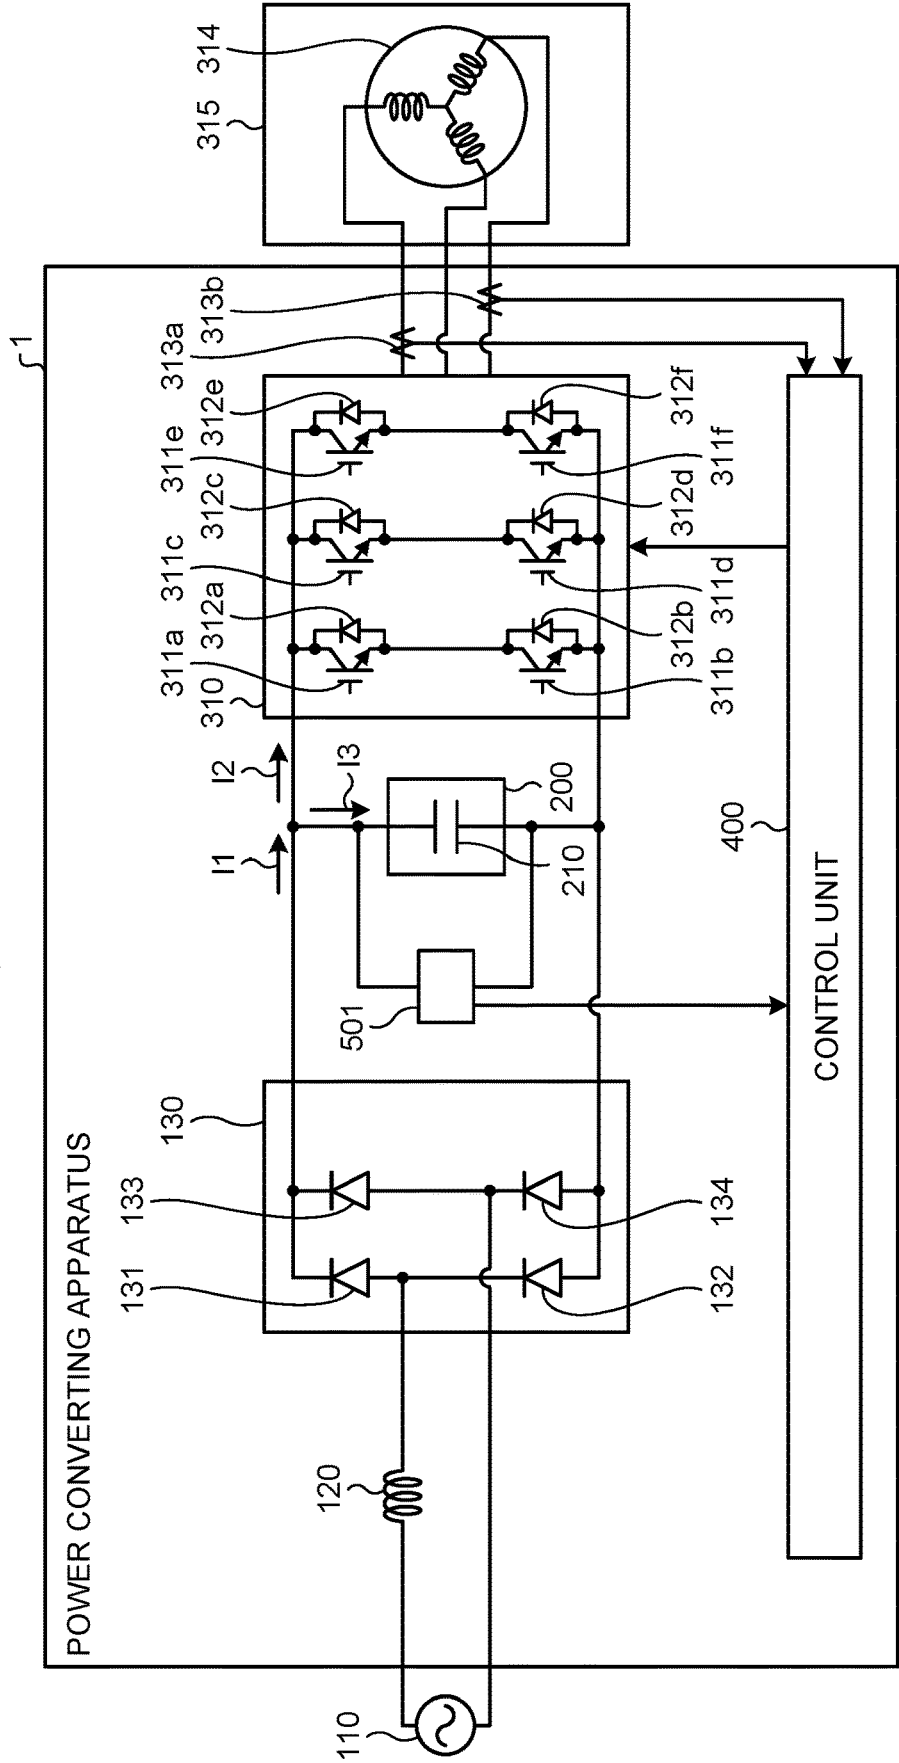 1
POWER CONVERTING APPARATUS
110
120
130
131
133
132
134
501
I1
I2
I3
200
210
310
311a
312a
311c
312c
311e
312e
313a
313b
311b
312b
311d
312d
311f
312f
315
314
400
CONTROL UNIT